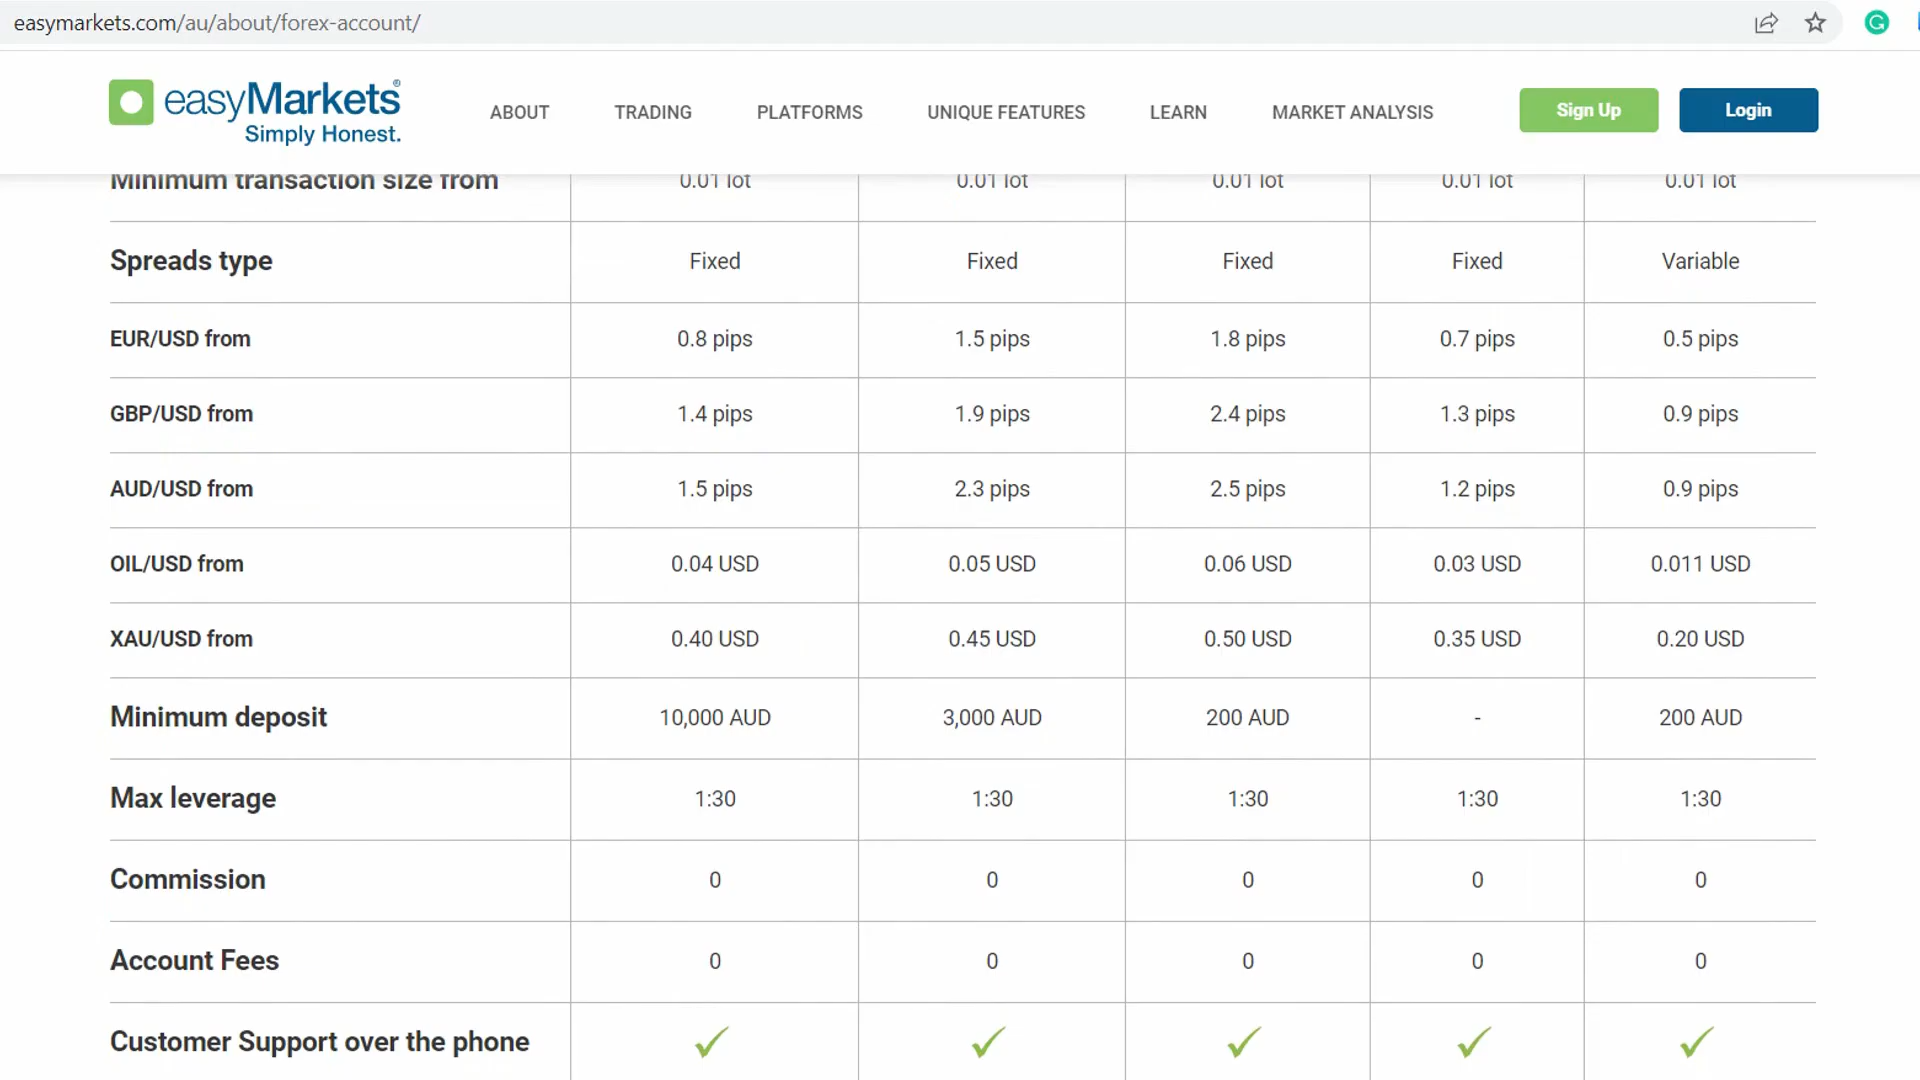 easymarkets.com/au/about/forex-account/
easyMarkets®
Simply Honest.
ABOUT TRADING PLATFORMS UNIQUE FEATURES LEARN MARKET ANALYSIS Sign Up Login
Minimum transaction size from 0.01 lot 0.01 lot 0.01 lot 0.01 lot 0.01 lot
Spreads type Fixed Fixed Fixed Fixed Variable
EUR/USD from 0.8 pips 1.5 pips 1.8 pips 0.7 pips 0.5 pips
GBP/USD from 1.4 pips 1.9 pips 2.4 pips 1.3 pips 0.9 pips
AUD/USD from 1.5 pips 2.3 pips 2.5 pips 1.2 pips 0.9 pips
OIL/USD from 0.04 USD 0.05 USD 0.06 USD 0.03 USD 0.011 USD
XAU/USD from 0.40 USD 0.45 USD 0.50 USD 0.35 USD 0.20 USD
Minimum deposit 10,000 AUD 3,000 AUD 200 AUD - 200 AUD
Max leverage 1:30 1:30 1:30 1:30 1:30
Commission 0 0 0 0 0
Account Fees 0 0 0 0 0
Customer Support over the phone